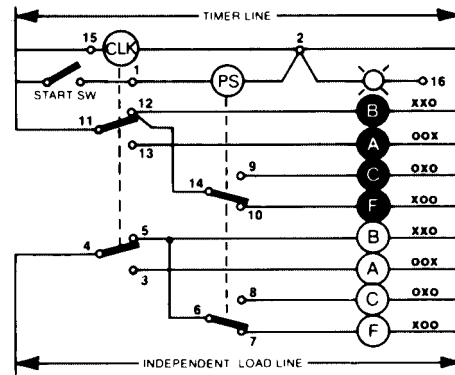 TIMER LINE
15 CLK 2
START SW 1 PS 16
12 B XXO
11
13 A OOX
9 C OXO
14
10 F XOO
5 B XXO
4
3 A OOX
8 C OXO
6
7 F XOO
INDEPENDENT LOAD LINE